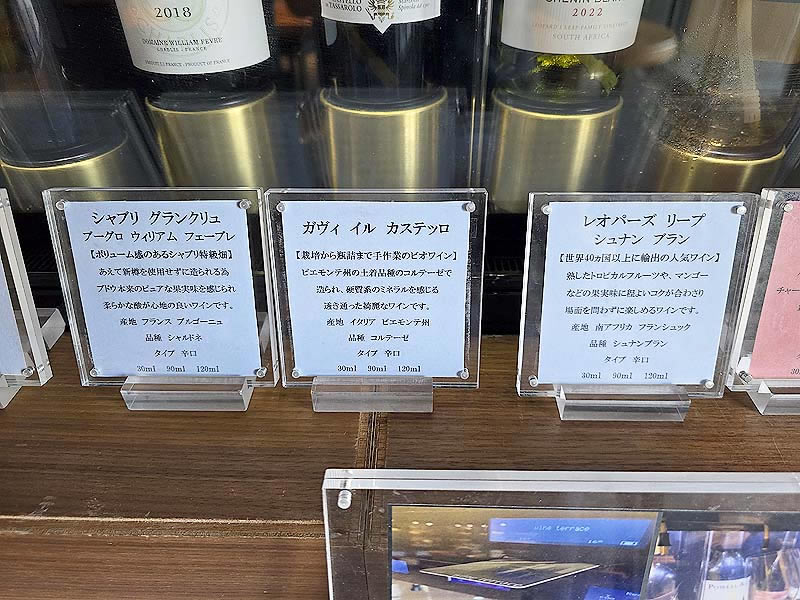 2018
DOMAINE WILLIAM FEVRE
CHABLIS - FRANCE
CASTELLO
DI TASSAROLO
Spinola
CHENIN BLANC
2022
SOUTH AFRICA
シャブリ グランクリュ
ブーグロ ウィリアム フェーブレ
【ボリューム感のあるシャブリ特級畑】
あえて新樽を使用せずに造られる為
ブドウ本来のピュアな果実味を感じられ
柔らかな酸が心地の良いワインです。
産地 フランス ブルゴーニュ
品種 シャルドネ
タイプ 辛口
30ml 90ml 120ml
ガヴィ イル カステッロ
【栽培から瓶詰まで手作業のビオワイン】
ピエモンテ州の土着品種のコルテーゼで
造られ、硬質系のミネラルを感じる
透き通った綺麗なワインです。
産地 イタリア ピエモンテ州
品種 コルテーゼ
タイプ 辛口
30ml 90ml 120ml
レオパーズ リープ
シュナン ブラン
【世界40ヵ国以上に輸出の人気ワイン】
熟したトロピカルフルーツや、マンゴー
などの果実味に程よいコクが合わさり
場面を問わずに楽しめるワインです。
産地 南アフリカ フランシュック
品種 シュナンブラン
タイプ 辛口
30ml 90ml 120ml
チャー
30
wine terrace